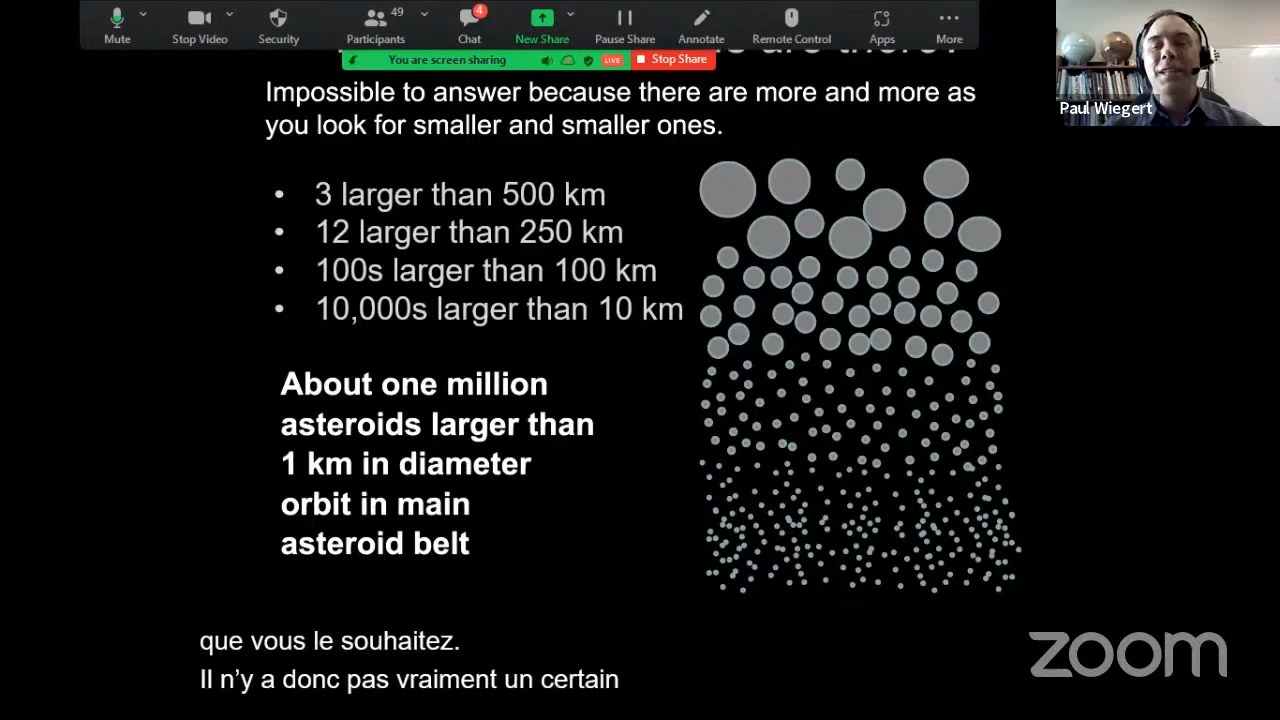 49
4
Mute
Stop Video
Security
Participants
Chat
New Share
Pause Share
Annotate
Remote Control
Apps
More
are there?
You are screen sharing
LIVE
Stop Share
Paul Wiegert
Impossible to answer because there are more and more as
you look for smaller and smaller ones.
• 3 larger than 500 km
• 12 larger than 250 km
• 100s larger than 100 km
• 10,000s larger than 10 km
About one million
asteroids larger than
1 km in diameter
orbit in main
asteroid belt
que vous le souhaitez.
Il n'y a donc pas vraiment un certain
zoom